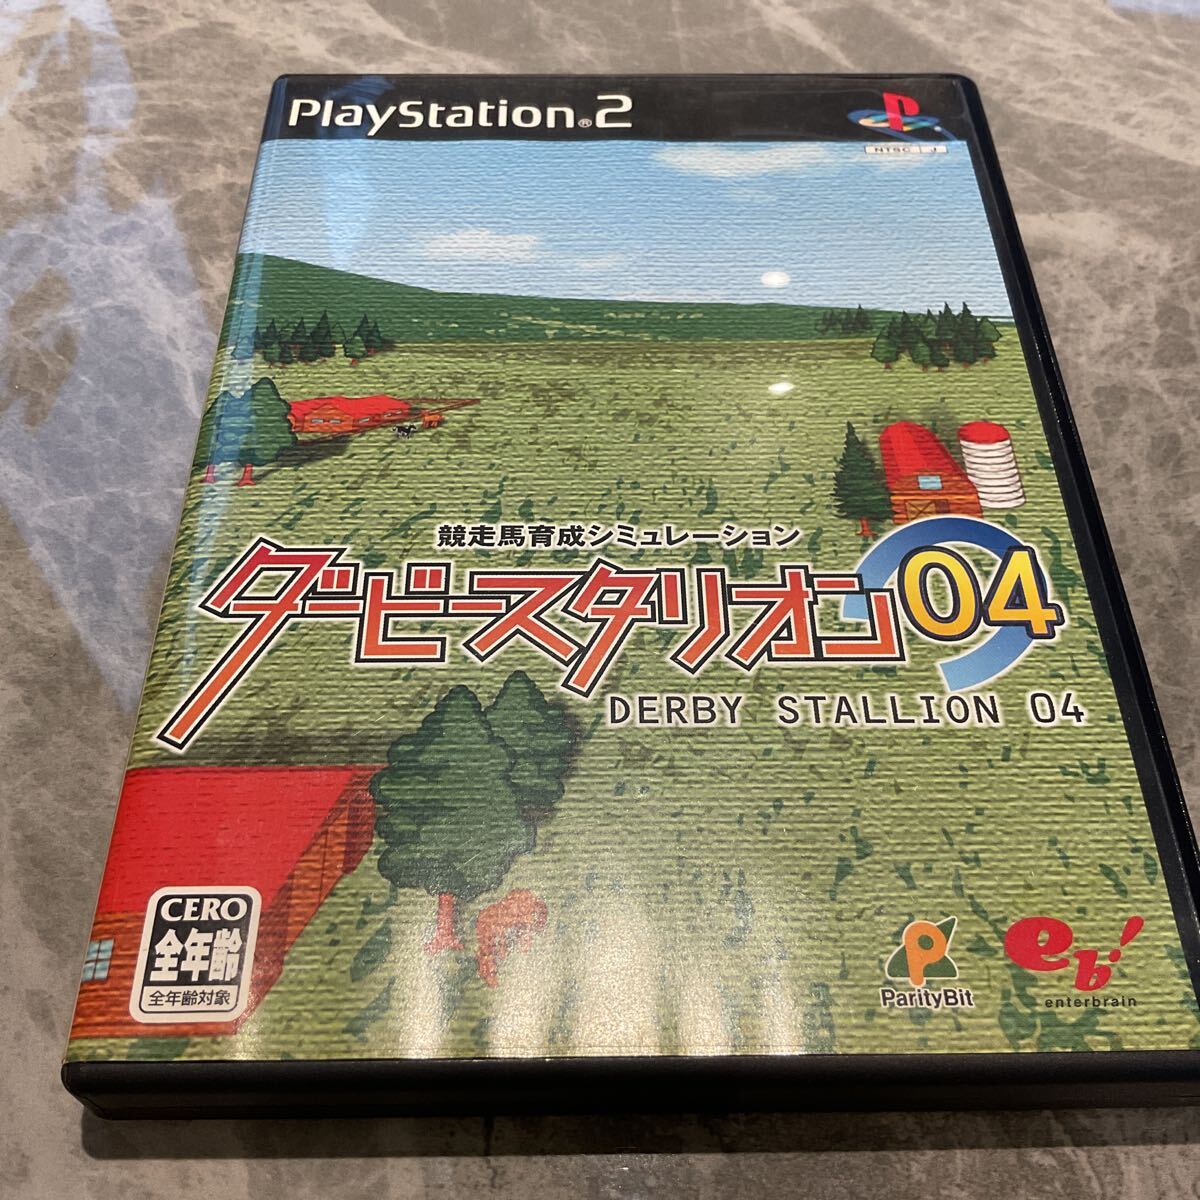 PlayStation®2
NTSC J
競走馬育成シミュレーション
ダービースタリオン04
DERBY STALLION 04
CERO
全年齢
全年齢対象
ParityBit
eb!
enterbrain